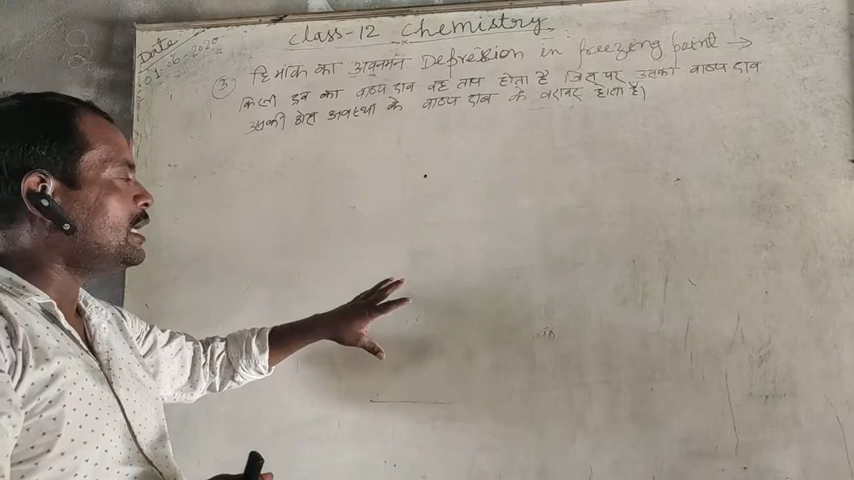 Class-12 Chemistry
Date-
01-06-2020
③ हिमांक का अवनमन Depression in freezing point →
किसी द्रव का वाष्प दाव वह ताप होता है जिस पर उसका वाष्प दाव
उसकी ठोस अवस्था के वाष्प दाव के बराबर होता है।